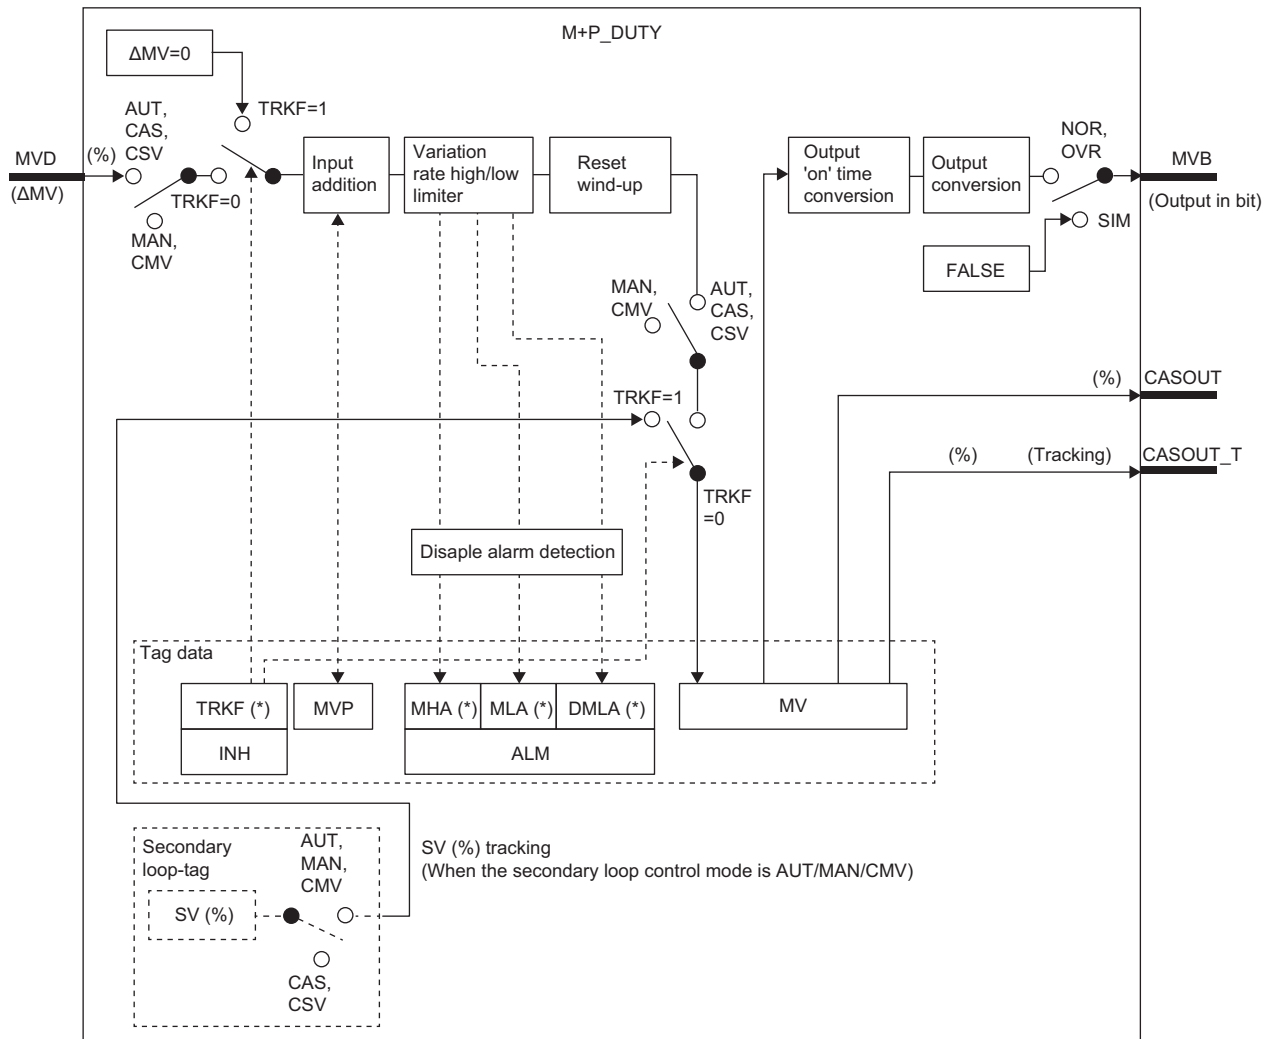 M+P_DUTY
ΔMV=0
TRKF=1
AUT,
CAS,
CSV
MVD
(%)
(ΔMV)
TRKF=0
MAN,
CMV
Input
addition
Variation
rate high/low
limiter
Reset
wind-up
Output
'on' time
conversion
Output
conversion
NOR,
OVR
MVB
(Output in bit)
SIM
FALSE
MAN,
CMV
AUT,
CAS,
CSV
TRKF=1
(%)
CASOUT
(%)
(Tracking)
CASOUT_T
TRKF
=0
Disaple alarm detection
Tag data
TRKF (*)
INH
MVP
MHA (*)
MLA (*)
DMLA (*)
ALM
MV
Secondary
loop-tag
AUT,
MAN,
CMV
SV (%)
CAS,
CSV
SV (%) tracking
(When the secondary loop control mode is AUT/MAN/CMV)